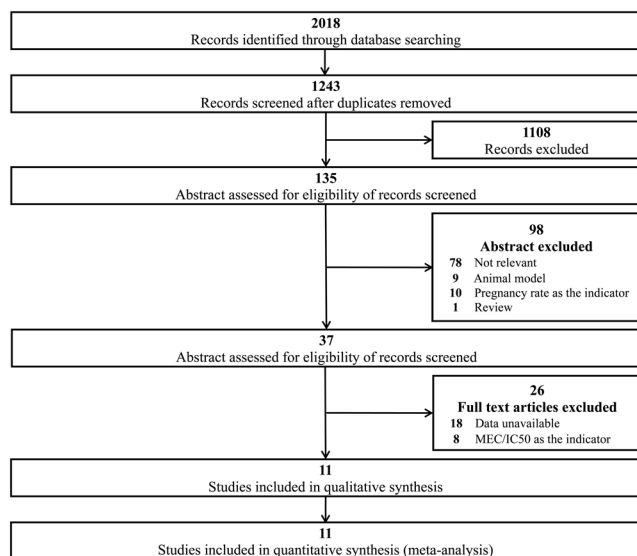 2018
Records identified through database searching
1243
Records screened after duplicates removed
1108
Records excluded
135
Abstract assessed for eligibility of records screened
98
Abstract excluded
78 Not relevant
9 Animal model
10 Pregnancy rate as the indicator
1 Review
37
Abstract assessed for eligibility of records screened
26
Full text articles excluded
18 Data unavailable
8 MEC/IC50 as the indicator
11
Studies included in qualitative synthesis
11
Studies included in quantitative synthesis (meta-analysis)